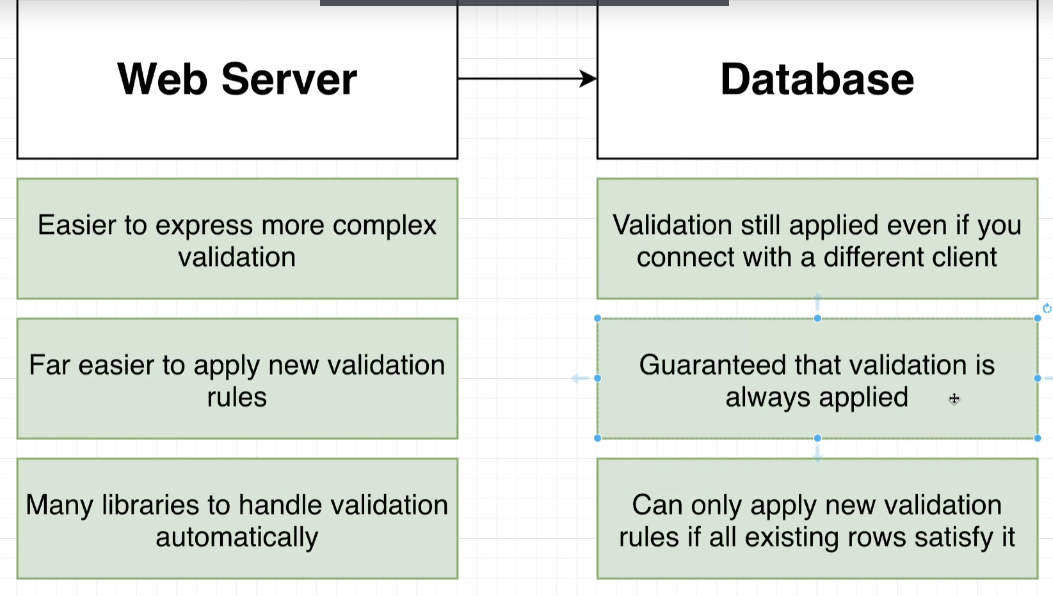 Web Server
Database
Easier to express more complex
validation
Validation still applied even if you
connect with a different client
Far easier to apply new validation
rules
Guaranteed that validation is
always applied
Many libraries to handle validation
automatically
Can only apply new validation
rules if all existing rows satisfy it